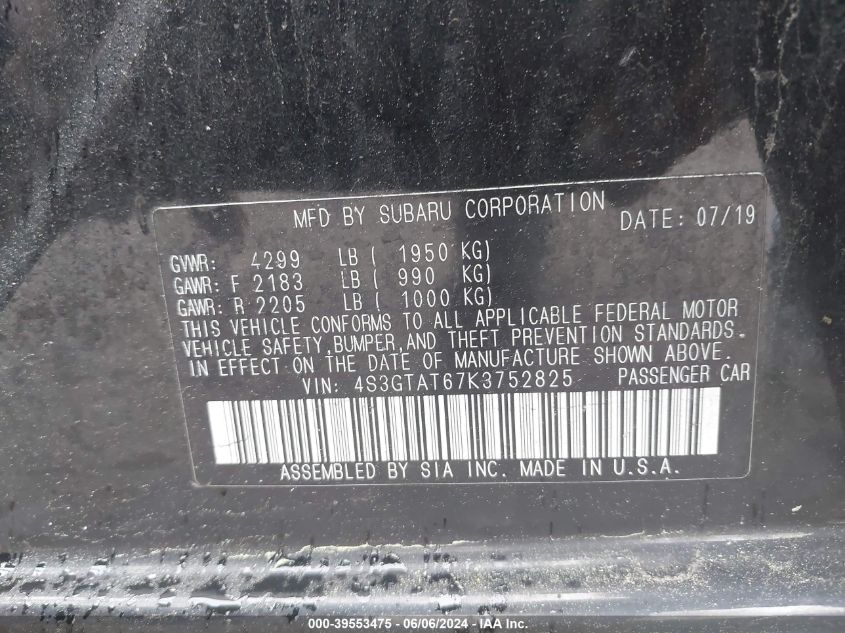 MFD BY SUBARU CORPORATION DATE: 07/19
GVWR: 4299 LB ( 1950 KG)
GAWR: F 2183 LB ( 990 KG)
GAWR: R 2205 LB ( 1000 KG)
THIS VEHICLE CONFORMS TO ALL APPLICABLE FEDERAL MOTOR
VEHICLE SAFETY,BUMPER,AND THEFT PREVENTION STANDARDS
IN EFFECT ON THE DATE OF MANUFACTURE SHOWN ABOVE.
VIN: 4S3GTAT67K3752825 PASSENGER CAR
ASSEMBLED BY SIA INC. MADE IN U.S.A.
000-39553475 - 06/06/2024 - IAA Inc.